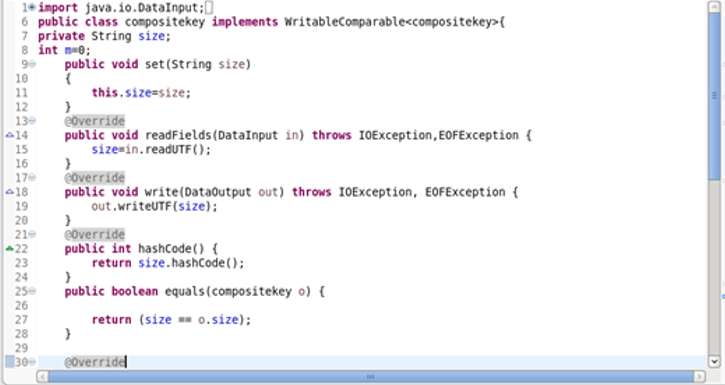 1 import java.io.DataInput;
6 public class compositekey implements WritableComparable<compositekey>{
7 private String size;
8 int m=0;
9 public void set(String size)
10 {
11 this.size=size;
12 }
13 @Override
14 public void readFields(DataInput in) throws IOException,EOFException {
15 size=in.readUTF();
16 }
17 @Override
18 public void write(DataOutput out) throws IOException, EOFException {
19 out.writeUTF(size);
20 }
21 @Override
22 public int hashCode() {
23 return size.hashCode();
24 }
25 public boolean equals(compositekey o) {
26
27 return (size == o.size);
28 }
29
30 @Override